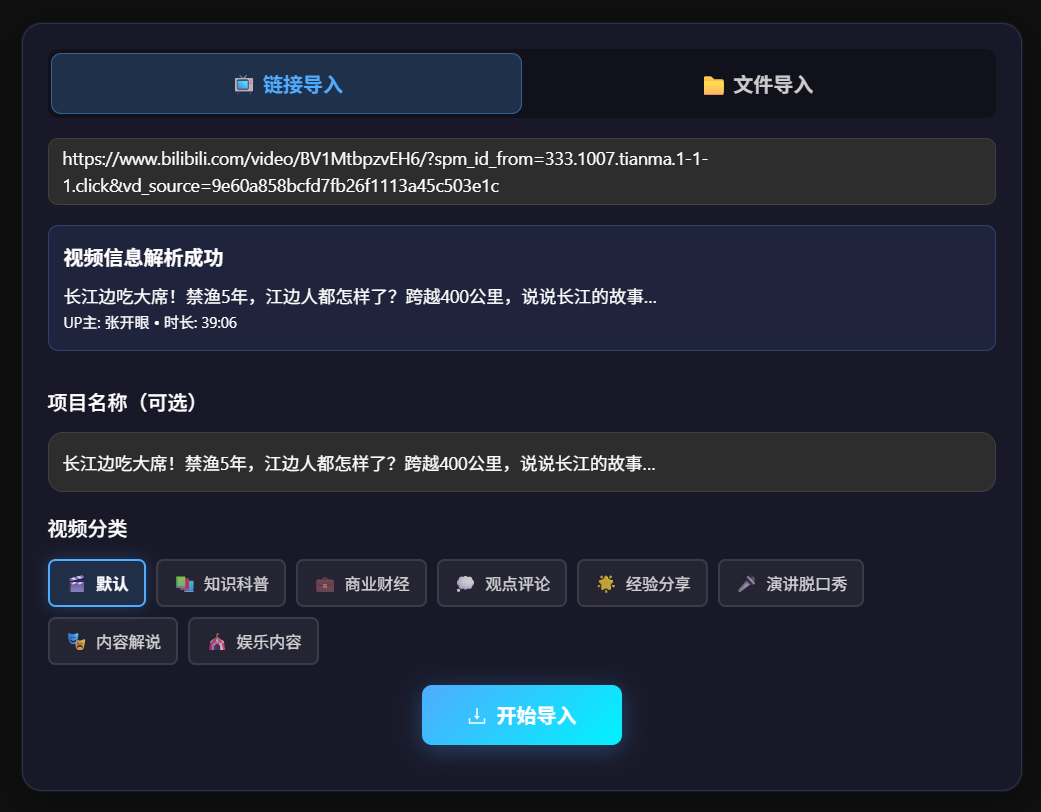 链接导入
文件导入
https://www.bilibili.com/video/BV1MtbpzvEH6/?spm_id_from=333.1007.tianma.1-1-
1.click&vd_source=9e60a858bcfd7fb26f1113a45c503e1c
视频信息解析成功
长江边吃大席！禁渔5年，江边人都怎样了？跨越400公里，说说长江的故事...
UP主: 张开眼 • 时长: 39:06
项目名称（可选）
长江边吃大席！禁渔5年，江边人都怎样了？跨越400公里，说说长江的故事...
视频分类
默认
知识科普
商业财经
观点评论
经验分享
演讲脱口秀
内容解说
娱乐内容
开始导入